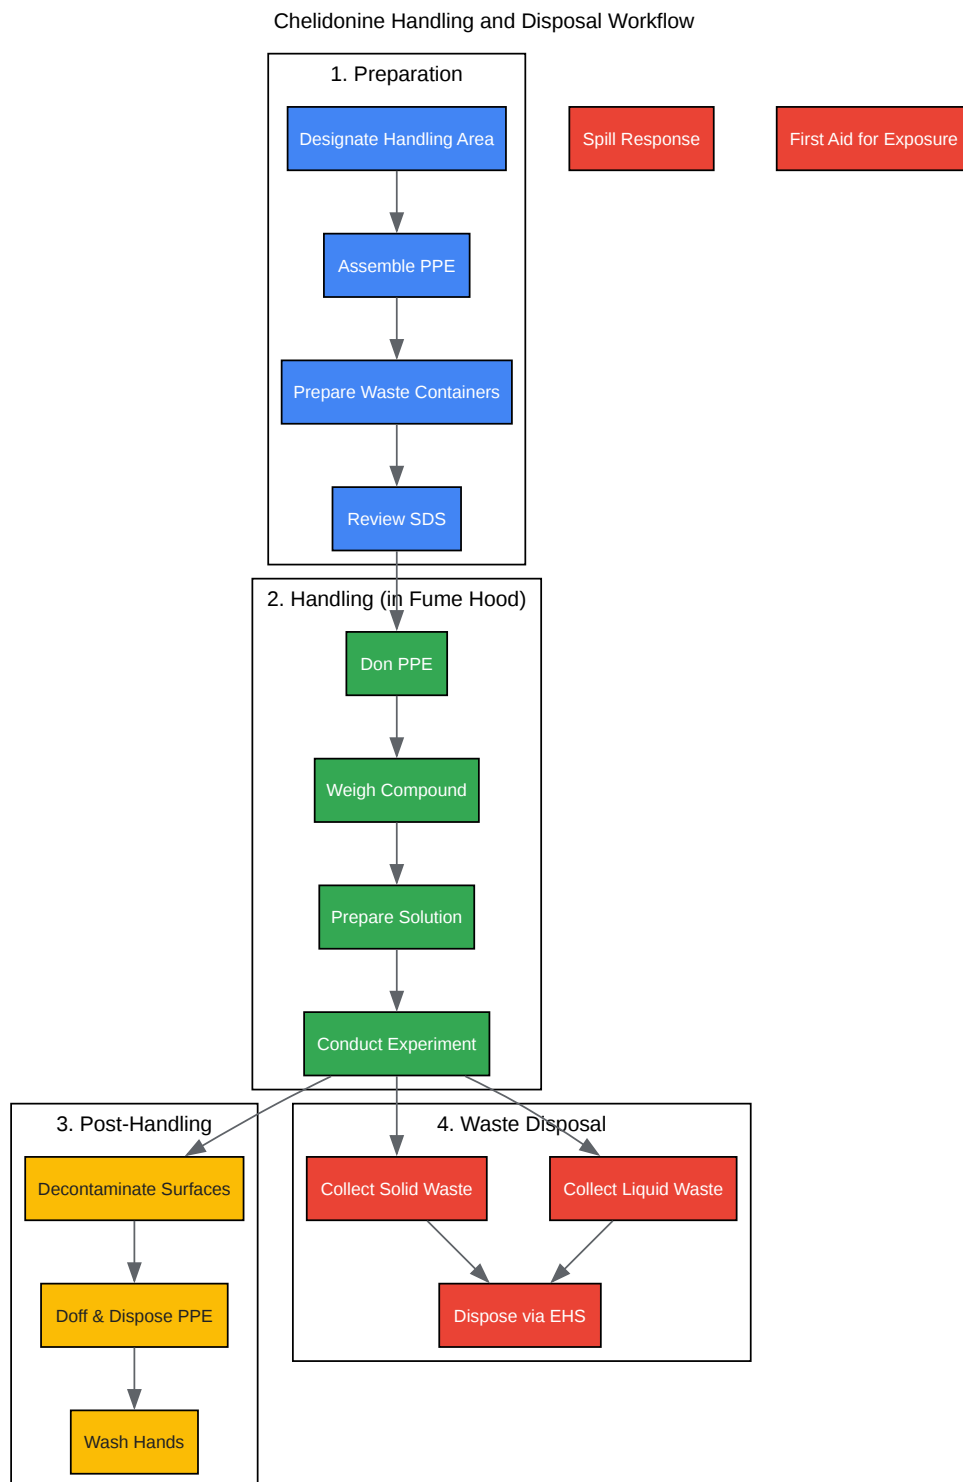 Chelidonine Handling and Disposal Workflow
1. Preparation
Designate Handling Area
Spill Response
First Aid for Exposure
Assemble PPE
Prepare Waste Containers
Review SDS
2. Handling (in Fume Hood)
Don PPE
Weigh Compound
Prepare Solution
Conduct Experiment
3. Post-Handling
4. Waste Disposal
Decontaminate Surfaces
Collect Solid Waste
Collect Liquid Waste
Doff & Dispose PPE
Dispose via EHS
Wash Hands